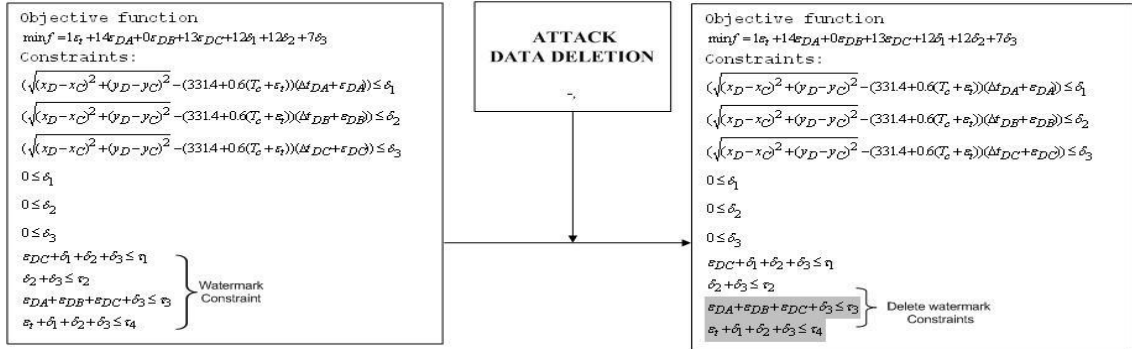 Objective function
min f = 1ε_t + 14ε_DA + 0ε_DB + 13ε_DC + 12δ_1 + 12δ_2 + 7δ_3
Constraints:
(√((x_D−x_C)^2 + (y_D−y_C)^2) − (331.4+0.6(T_c+ε_t))(Δt_DA+ε_DA)) ≤ δ_1
(√((x_D−x_C)^2 + (y_D−y_C)^2) − (331.4+0.6(T_c+ε_t))(Δt_DB+ε_DB)) ≤ δ_2
(√((x_D−x_C)^2 + (y_D−y_C)^2) − (331.4+0.6(T_c+ε_t))(Δt_DC+ε_DC)) ≤ δ_3
0 ≤ δ_1
0 ≤ δ_2
0 ≤ δ_3
ε_DC + δ_1 + δ_2 + δ_3 ≤ τ_1
δ_2 + δ_3 ≤ τ_2
ε_DA + ε_DB + ε_DC + δ_3 ≤ τ_3
ε_t + δ_1 + δ_2 + δ_3 ≤ τ_4
Watermark
Constraint
ATTACK
DATA DELETION
-,
Objective function
min f = 1ε_t + 14ε_DA + 0ε_DB + 13ε_DC + 12δ_1 + 12δ_2 + 7δ_3
Constraints:
(√((x_D−x_C)^2 + (y_D−y_C)^2) − (331.4+0.6(T_c+ε_t))(Δt_DA+ε_DA)) ≤ δ_1
(√((x_D−x_C)^2 + (y_D−y_C)^2) − (331.4+0.6(T_c+ε_t))(Δt_DB+ε_DB)) ≤ δ_2
(√((x_D−x_C)^2 + (y_D−y_C)^2) − (331.4+0.6(T_c+ε_t))(Δt_DC+ε_DC)) ≤ δ_3
0 ≤ δ_1
0 ≤ δ_2
0 ≤ δ_3
ε_DC + δ_1 + δ_2 + δ_3 ≤ τ_1
δ_2 + δ_3 ≤ τ_2
ε_DA + ε_DB + ε_DC + δ_3 ≤ τ_3
ε_t + δ_1 + δ_2 + δ_3 ≤ τ_4
Delete watermark
Constraints